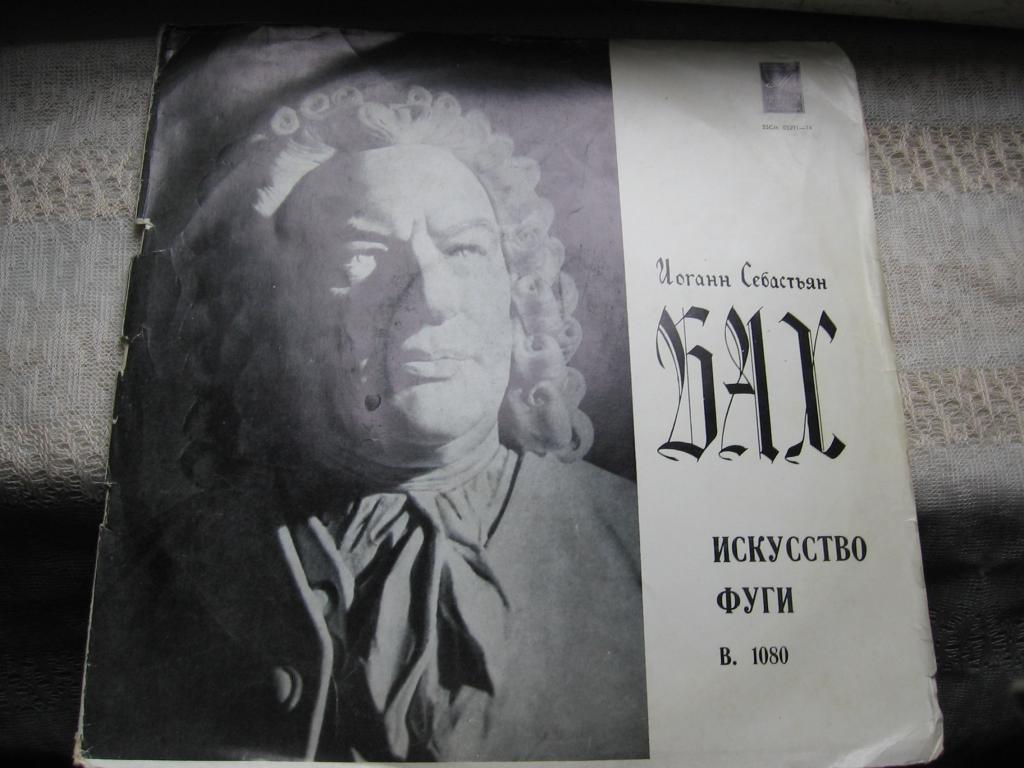 Иоганн Себастьян
БАХ
ИСКУССТВО
ФУГИ
В. 1080